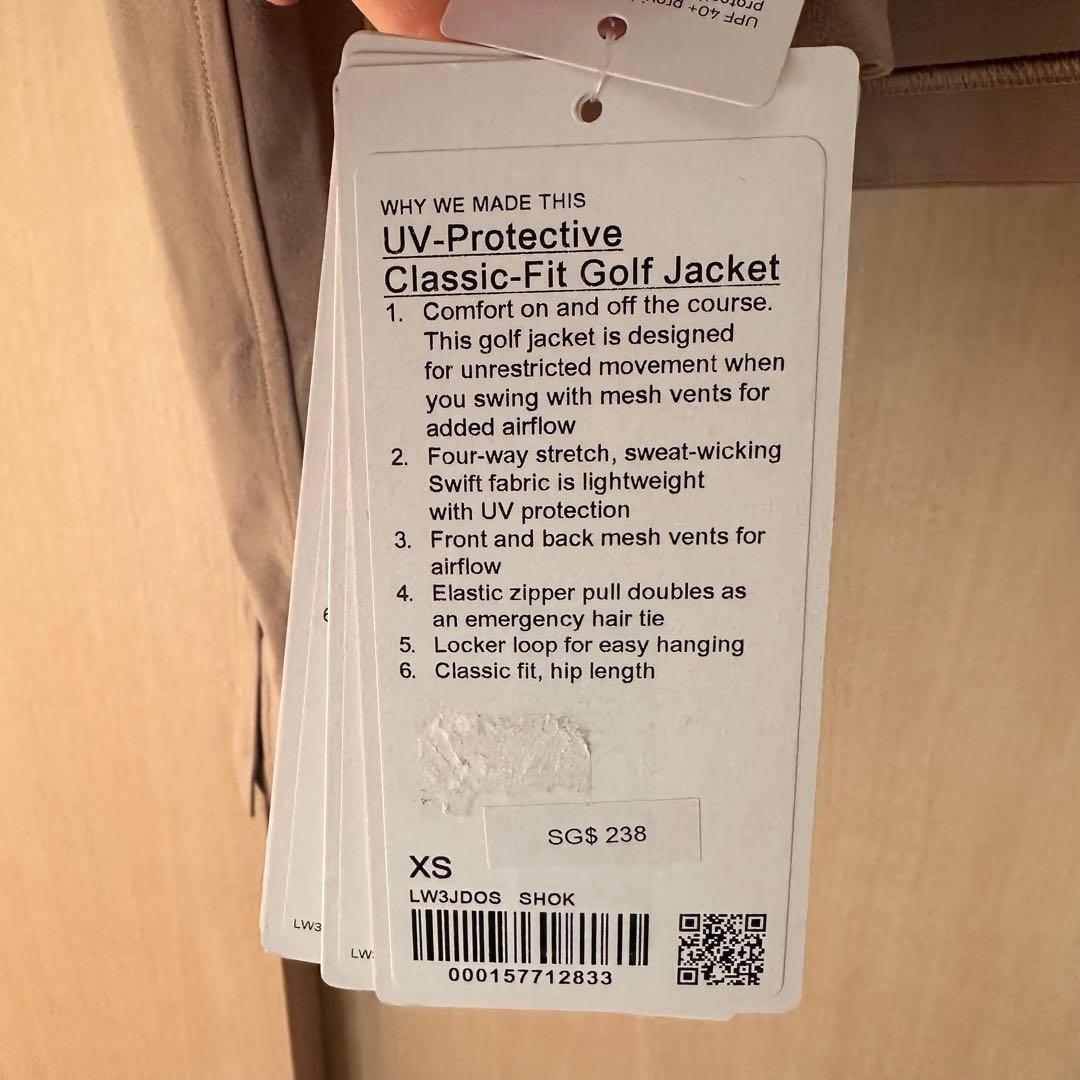 UPF 40+
WHY WE MADE THIS
UV-Protective
Classic-Fit Golf Jacket
1. Comfort on and off the course.
This golf jacket is designed
for unrestricted movement when
you swing with mesh vents for
added airflow
2. Four-way stretch, sweat-wicking
Swift fabric is lightweight
with UV protection
3. Front and back mesh vents for
airflow
4. Elastic zipper pull doubles as
an emergency hair tie
5. Locker loop for easy hanging
6. Classic fit, hip length
SG$ 238
XS
LW3JDOS SHOK
000157712833
LW3
LW